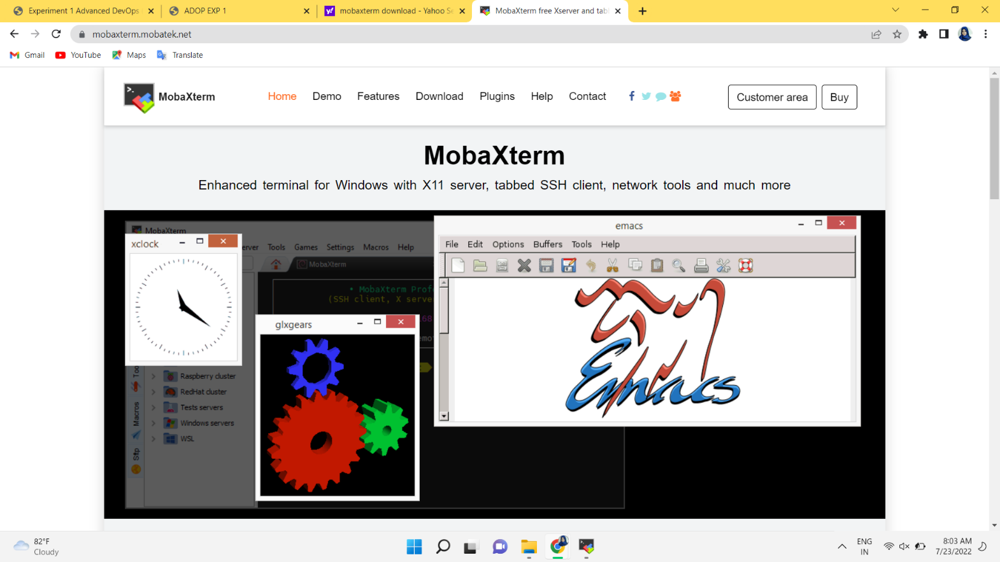 Experiment 1 Advanced DevOps
ADOP EXP 1
mobaxterm download - Yahoo Se
MobaXterm free Xserver and tab
mobaxterm.mobatek.net
Gmail
YouTube
Maps
Translate
MobaXterm
Home
Demo
Features
Download
Plugins
Help
Contact
Customer area
Buy
MobaXterm
Enhanced terminal for Windows with X11 server, tabbed SSH client, network tools and much more
MobaXterm
erver Tools Games Settings Macros Help
MobaXterm
xclock
• MobaXterm Prof
(SSH client, X serve
68
emot
glxgears
emacs
File Edit Options Buffers Tools Help
Emacs
Too
Macros
Sftp
Raspberry cluster
RedHat cluster
Tests servers
Windows servers
WSL
82°F
Cloudy
ENG
IN
8:03 AM
7/23/2022